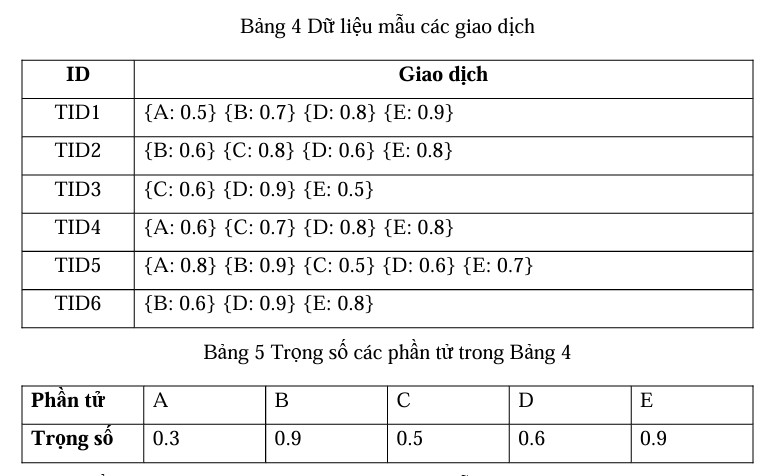 Bảng 4 Dữ liệu mẫu các giao dịch
ID Giao dịch
TID1 {A: 0.5} {B: 0.7} {D: 0.8} {E: 0.9}
TID2 {B: 0.6} {C: 0.8} {D: 0.6} {E: 0.8}
TID3 {C: 0.6} {D: 0.9} {E: 0.5}
TID4 {A: 0.6} {C: 0.7} {D: 0.8} {E: 0.8}
TID5 {A: 0.8} {B: 0.9} {C: 0.5} {D: 0.6} {E: 0.7}
TID6 {B: 0.6} {D: 0.9} {E: 0.8}
Bảng 5 Trọng số các phần tử trong Bảng 4
Phần tử A B C D E
Trọng số 0.3 0.9 0.5 0.6 0.9